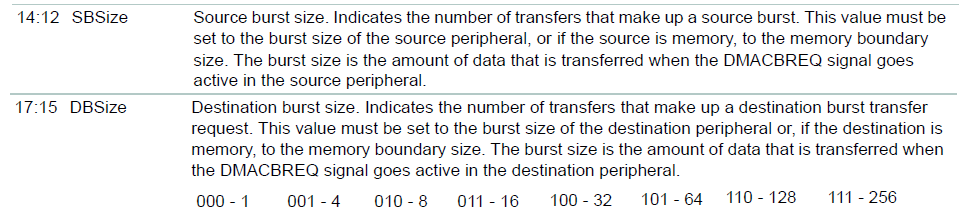 14:12 SBSize Source burst size. Indicates the number of transfers that make up a source burst. This value must be
set to the burst size of the source peripheral, or if the source is memory, to the memory boundary
size. The burst size is the amount of data that is transferred when the DMACBREQ signal goes
active in the source peripheral.
17:15 DBSize Destination burst size. Indicates the number of transfers that make up a destination burst transfer
request. This value must be set to the burst size of the destination peripheral or, if the destination is
memory, to the memory boundary size. The burst size is the amount of data that is transferred when
the DMACBREQ signal goes active in the destination peripheral.
000 - 1 001 - 4 010 - 8 011 - 16 100 - 32 101 - 64 110 - 128 111 - 256